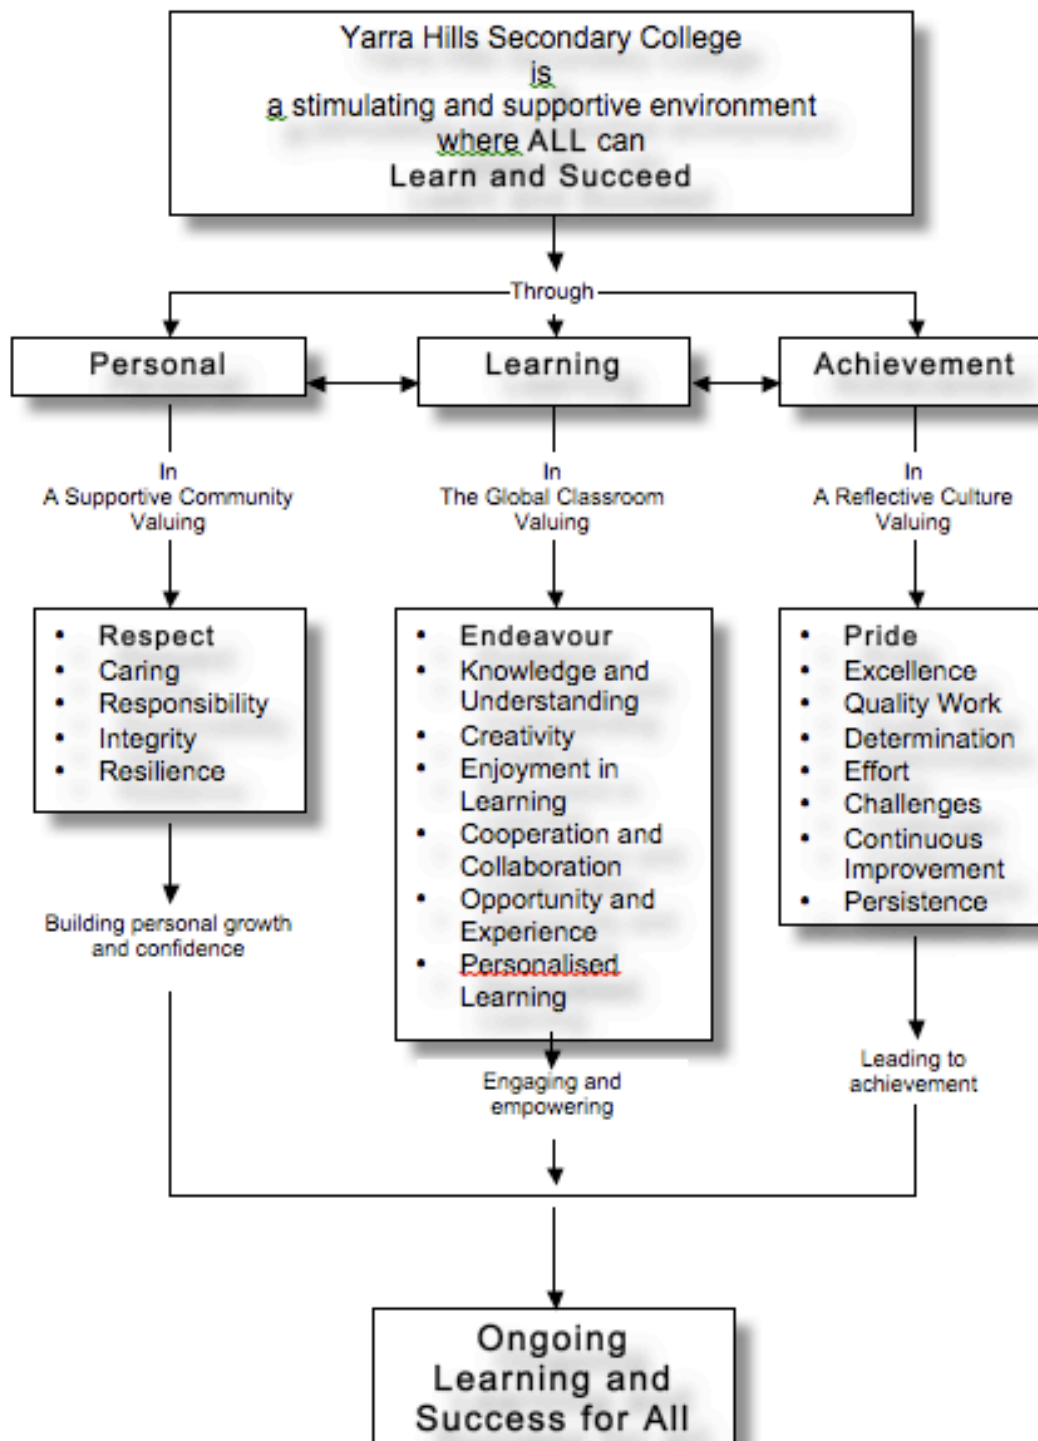 Yarra Hills Secondary College
is
a stimulating and supportive environment
where ALL can
Learn and Succeed
Through
Personal
Learning
Achievement
In
A Supportive Community
Valuing
In
The Global Classroom
Valuing
In
A Reflective Culture
Valuing
• Respect
• Caring
• Responsibility
• Integrity
• Resilience
• Endeavour
• Knowledge and
Understanding
• Creativity
• Enjoyment in
Learning
• Cooperation and
Collaboration
• Opportunity and
Experience
• Personalised
Learning
• Pride
• Excellence
• Quality Work
• Determination
• Effort
• Challenges
• Continuous
Improvement
• Persistence
Building personal growth
and confidence
Engaging and
empowering
Leading to
achievement
Ongoing
Learning and
Success for All